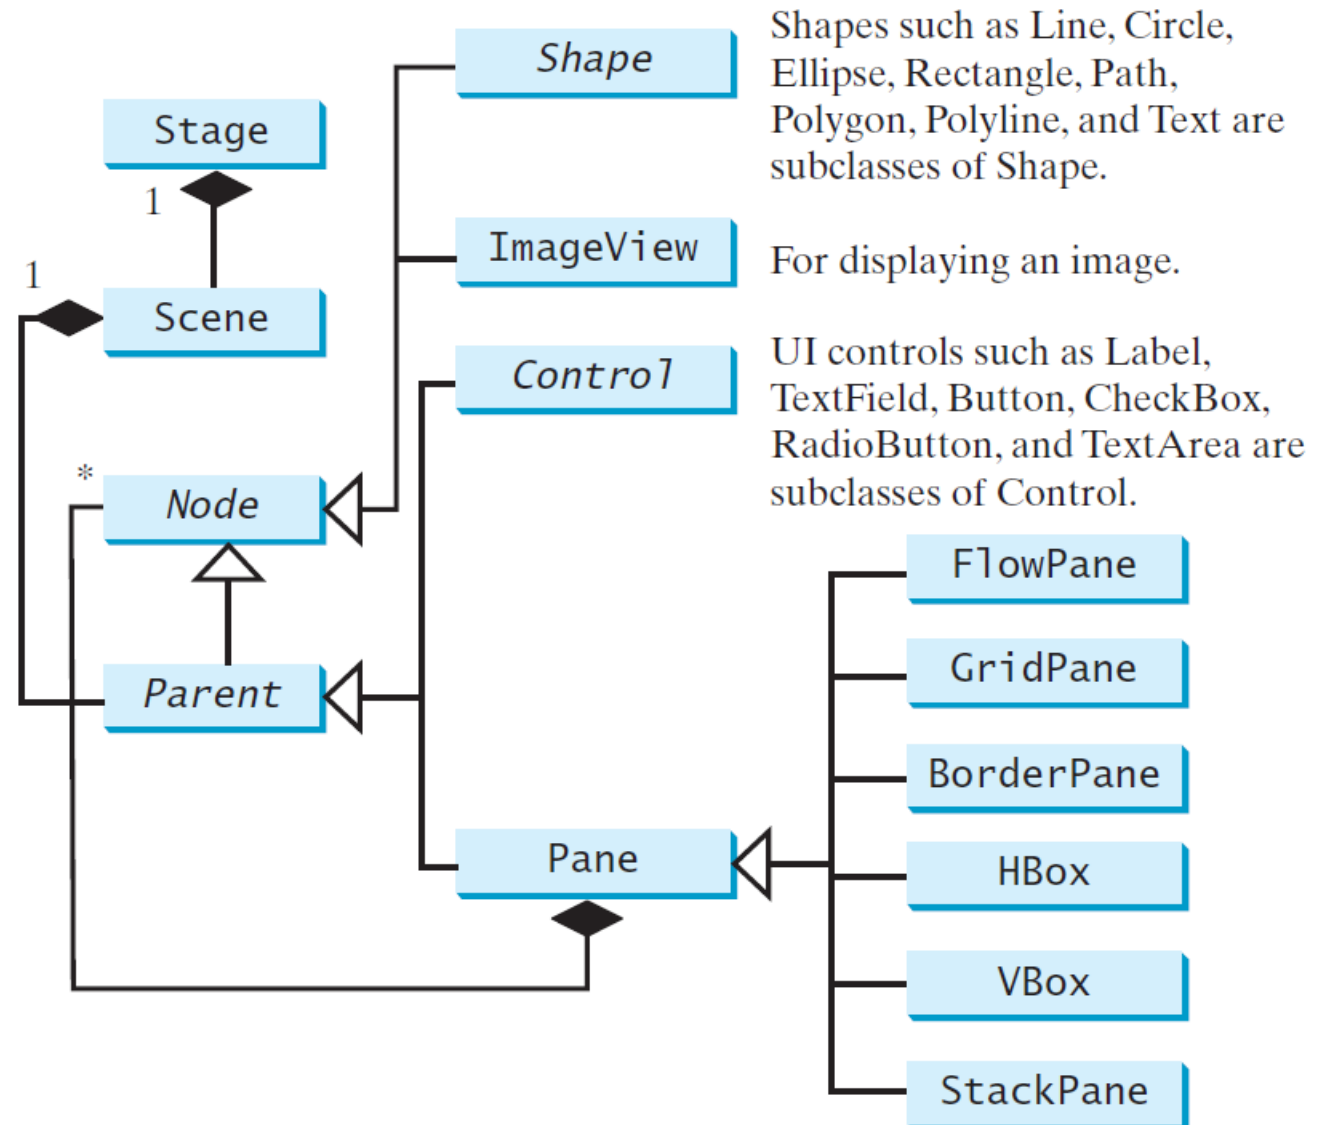 Shape
Shapes such as Line, Circle,
Ellipse, Rectangle, Path,
Polygon, Polyline, and Text are
subclasses of Shape.
Stage
1
ImageView
For displaying an image.
1
Scene
Control
UI controls such as Label,
TextField, Button, CheckBox,
RadioButton, and TextArea are
subclasses of Control.
*
Node
FlowPane
GridPane
Parent
BorderPane
Pane
HBox
VBox
StackPane